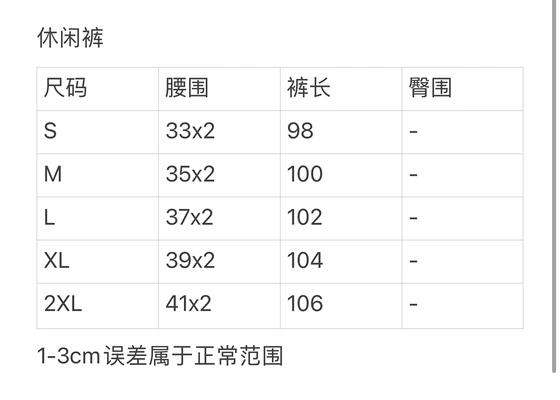 休闲裤
尺码 腰围 裤长 臀围
S 33x2 98 -
M 35x2 100 -
L 37x2 102 -
XL 39x2 104 -
2XL 41x2 106 -
1-3cm误差属于正常范围